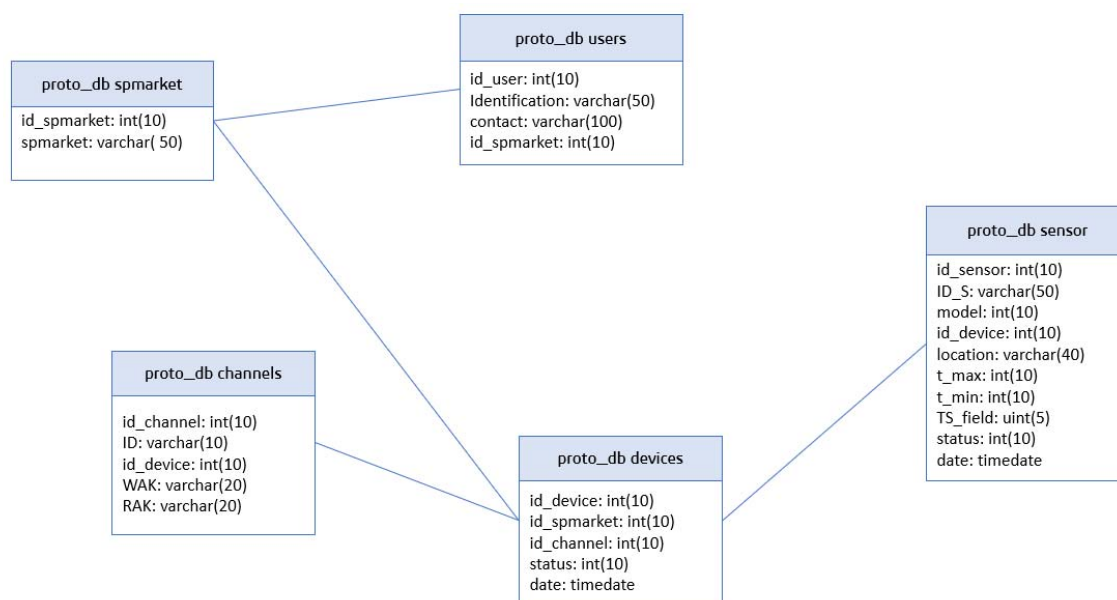 proto_db spmarket
id_spmarket: int(10)
spmarket: varchar( 50)
proto_db users
id_user: int(10)
Identification: varchar(50)
contact: varchar(100)
id_spmarket: int(10)
proto_db sensor
id_sensor: int(10)
ID_S: varchar(50)
model: int(10)
id_device: int(10)
location: varchar(40)
t_max: int(10)
t_min: int(10)
TS_field: uint(5)
status: int(10)
date: timedate
proto_db channels
id_channel: int(10)
ID: varchar(10)
id_device: int(10)
WAK: varchar(20)
RAK: varchar(20)
proto_db devices
id_device: int(10)
id_spmarket: int(10)
id_channel: int(10)
status: int(10)
date: timedate